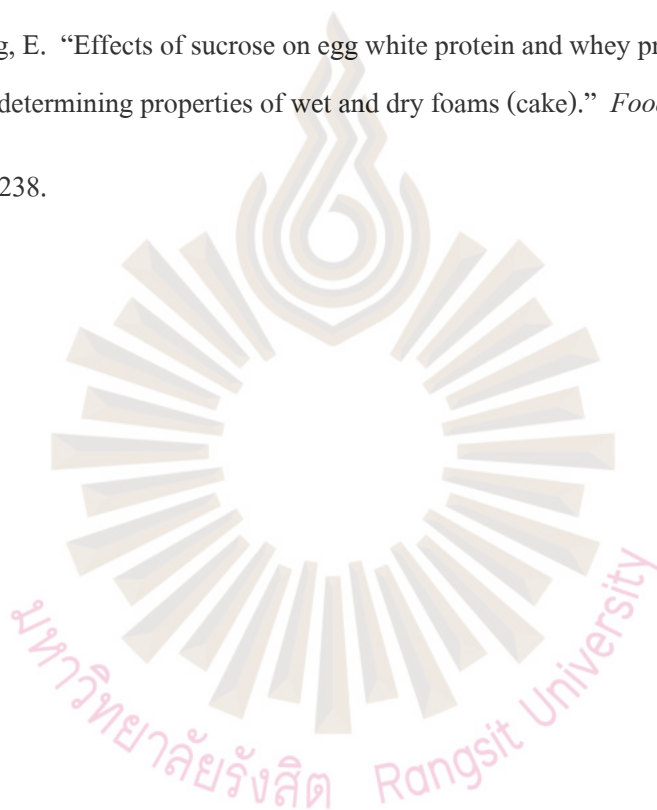 g, E. “Effects of sucrose on egg white protein and whey pr
determining properties of wet and dry foams (cake).” Food
238.
มหาวิทยาลัยรังสิต Rangsit University